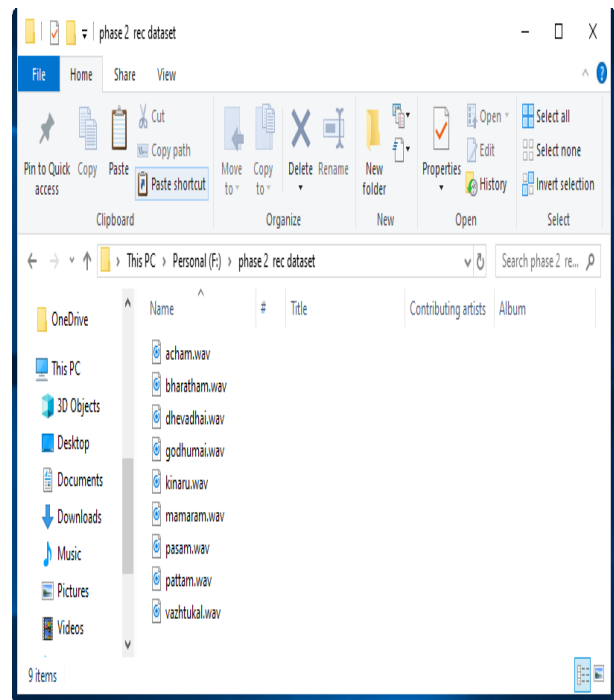 phase 2 rec dataset
File Home Share View
Pin to Quick access
Copy
Paste
Cut
Copy path
Paste shortcut
Move to
Copy to
Delete
Rename
New folder
Properties
Open
Edit
History
Select all
Select none
Invert selection
Clipboard Organize New Open Select
This PC > Personal (F:) > phase 2 rec dataset
Search phase 2 re...
Name # Title Contributing artists Album
OneDrive
This PC
3D Objects
Desktop
Documents
Downloads
Music
Pictures
Videos
acham.wav
bharatham.wav
dhevadhai.wav
godhumai.wav
kinaru.wav
mamaram.wav
pasam.wav
pattam.wav
vazhtukal.wav
9 items